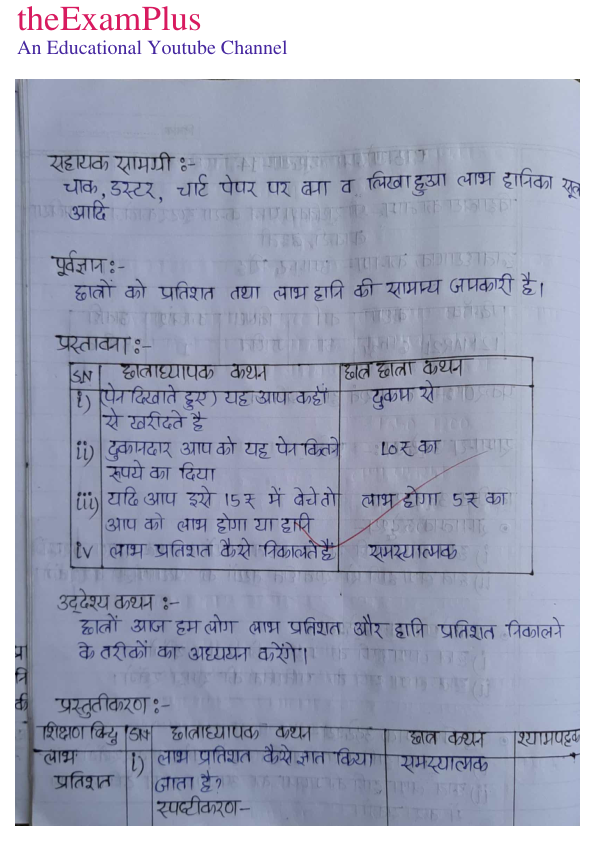 theExamPlus
An Educational Youtube Channel
सहायक सामग्री :-
चाक, डस्टर, चार्ट पेपर पर बना व लिखा हुआ लाभ हानि का सूत्र
आदि
पूर्वज्ञान :-
छात्रों को प्रतिशत तथा लाभ हानि की सामान्य जानकारी है।
प्रस्तावना :-
S.N छात्राध्यापक कथन छात्र छात्रा कथन
i) (पेन दिखाते हुए) यह आप कहाँ दुकान से
से खरीदते है
ii) दुकानदार आप को यह पेन कितने 10₹ का
रूपये का दिया
iii) यदि आप इसे 15₹ में बेचे तो लाभ होगा 5₹ का
आप को लाभ होगा या हानि
iv लाभ प्रतिशत कैसे निकालते हैं समस्यात्मक
उद्देश्य कथन :-
छात्रों आज हम लोग लाभ प्रतिशत और हानि प्रतिशत निकालने
के तरीकों का अध्ययन करेंगे।
प्रस्तुतीकरण :-
शिक्षण बिन्दु S.N छात्राध्यापक कथन छात्र कथन श्यामपट्ट
लाभ i) लाभ प्रतिशत कैसे ज्ञात किया समस्यात्मक
प्रतिशत जाता है?
स्पष्टीकरण-